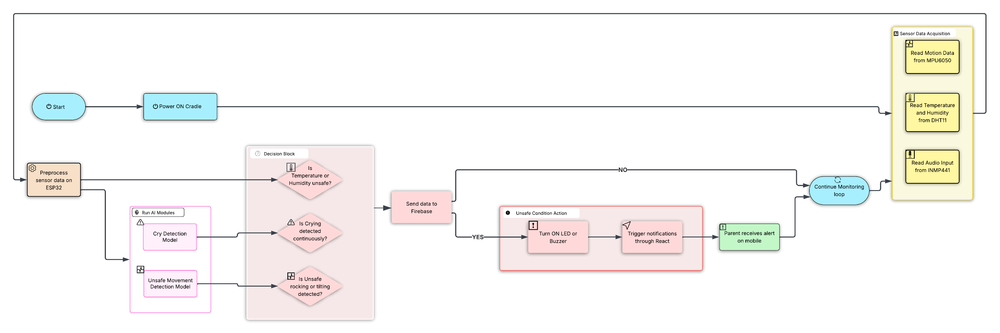 Sensor Data Acquisition
Read Motion Data
from MPU6050
Start
Power ON Cradle
Read Temperature
and Humidity
from DHT11
Decision Block
Preprocess
sensor data on
ESP32
Is
Temperature or
Humidity unsafe?
NO
Read Audio Input
from INMP441
Continue Monitoring
loop
Send data to
Firebase
Run AI Modules
Unsafe Condition Action
Cry Detection
Model
Is Crying
detected
continuously?
YES
Turn ON LED or
Buzzer
Trigger notifications
through React
Parent receives alert
on mobile
Unsafe Movement
Detection Model
Is Unsafe
rocking or tilting
detected?